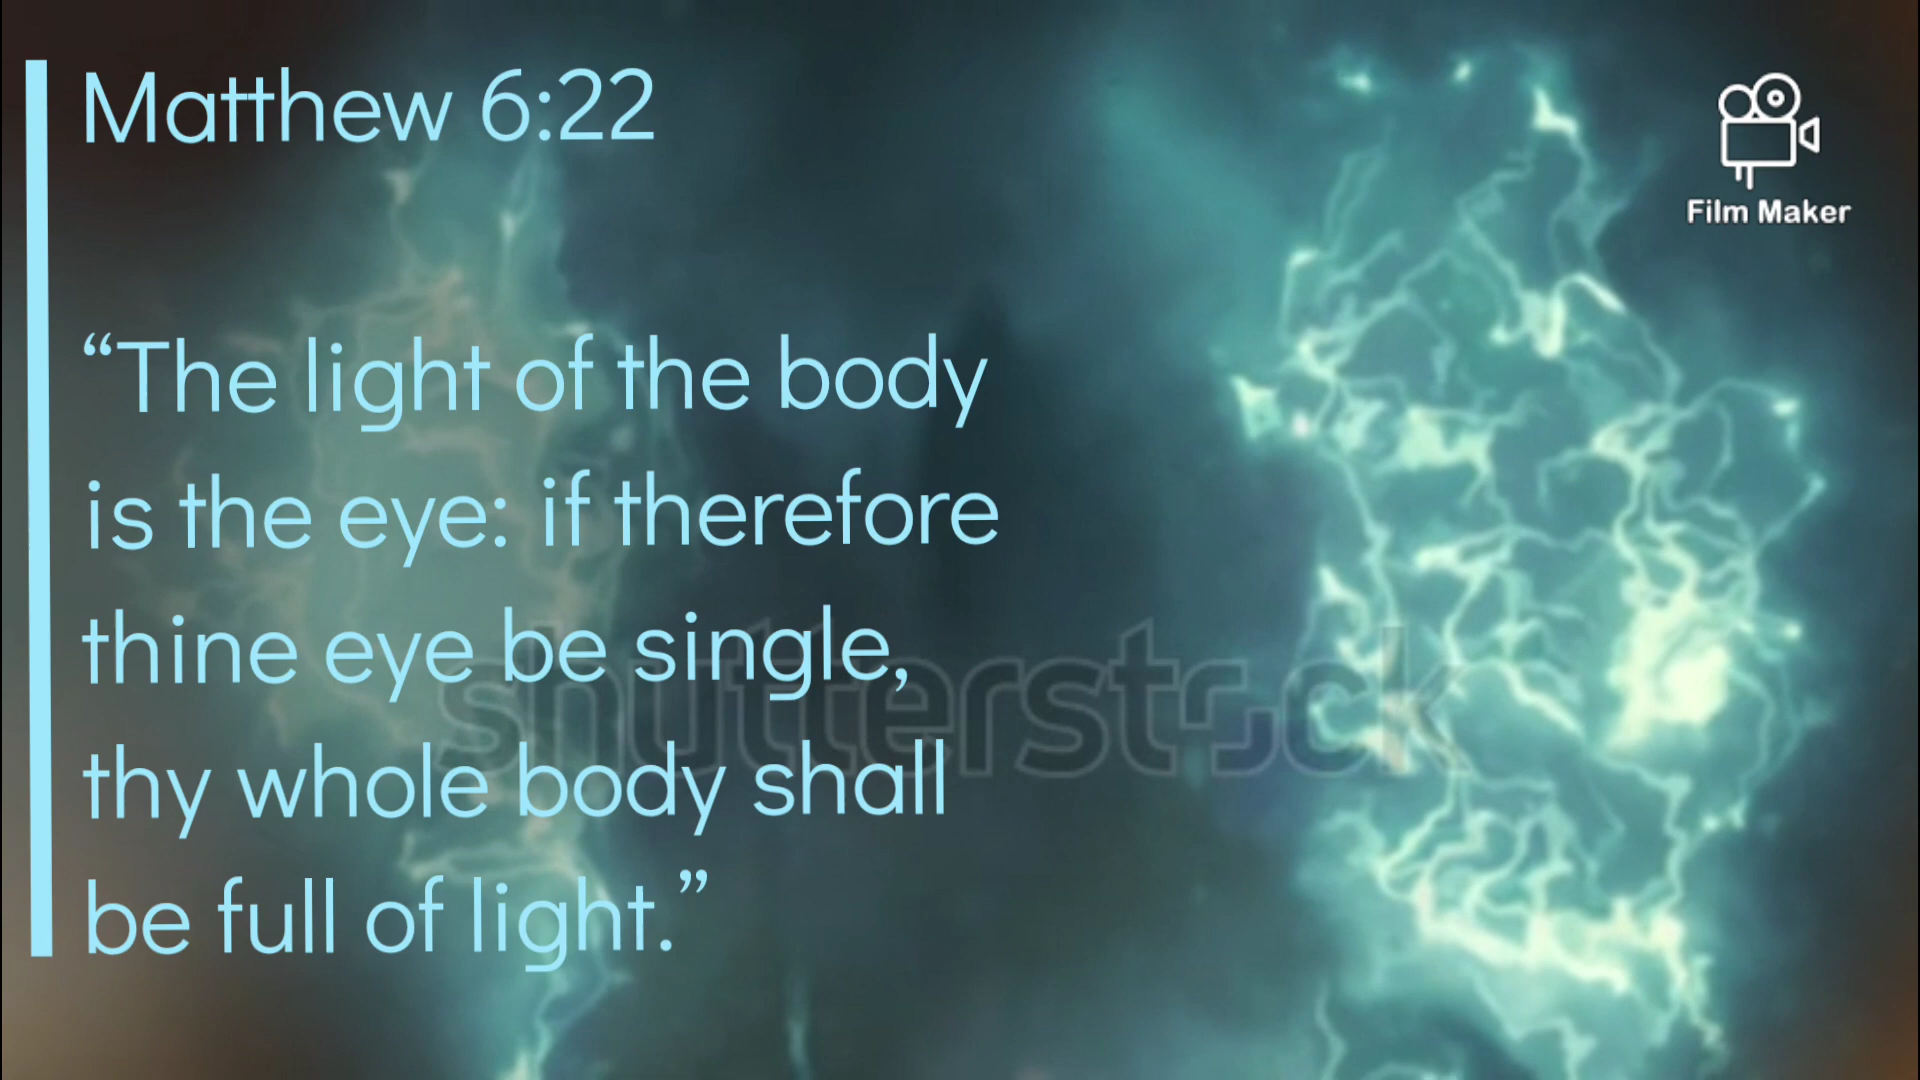 Matthew 6:22
Film Maker
“The light of the body
is the eye: if therefore
thine eye be single,
shutterstock
thy whole body shall
be full of light.”